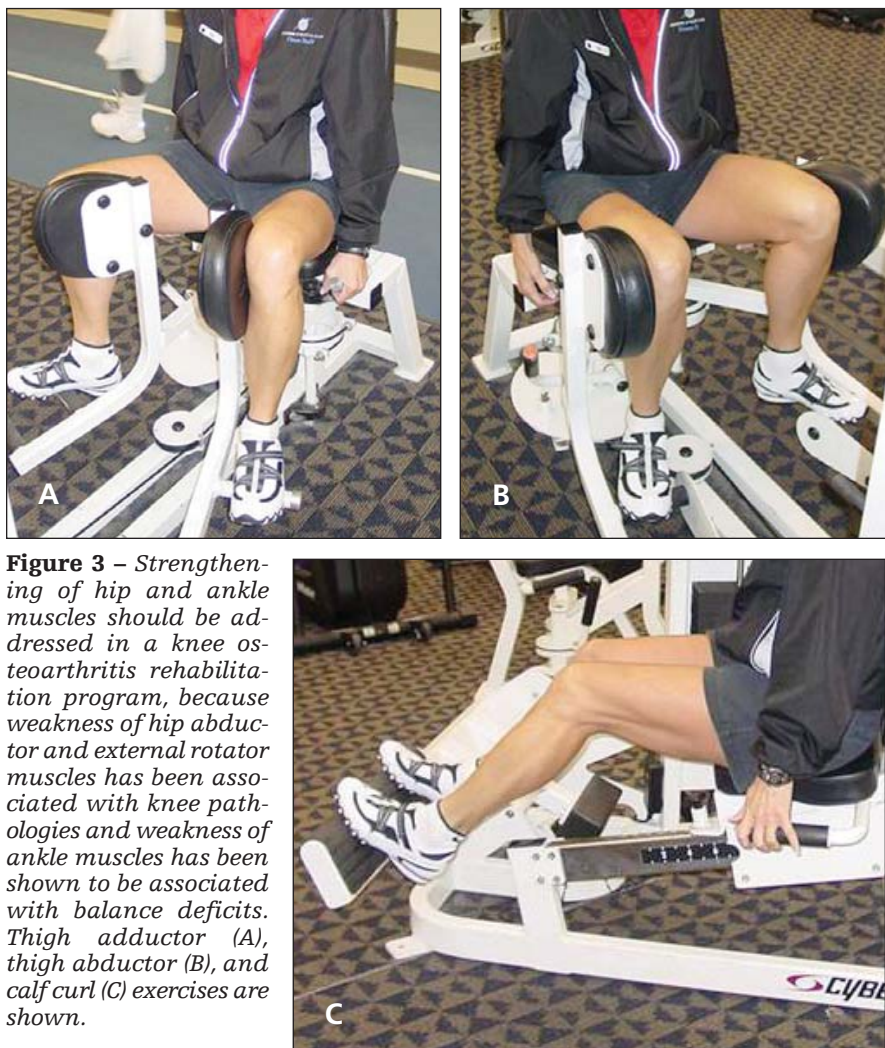 A
B
Figure 3 – Strengthen-
ing of hip and ankle
muscles should be ad-
dressed in a knee os-
teoarthritis rehabilita-
tion program, because
weakness of hip abduc-
tor and external rotator
muscles has been asso-
ciated with knee path-
ologies and weakness of
ankle muscles has been
shown to be associated
with balance deficits.
Thigh adductor (A),
thigh abductor (B), and
calf curl (C) exercises are
shown.
CYBE
C